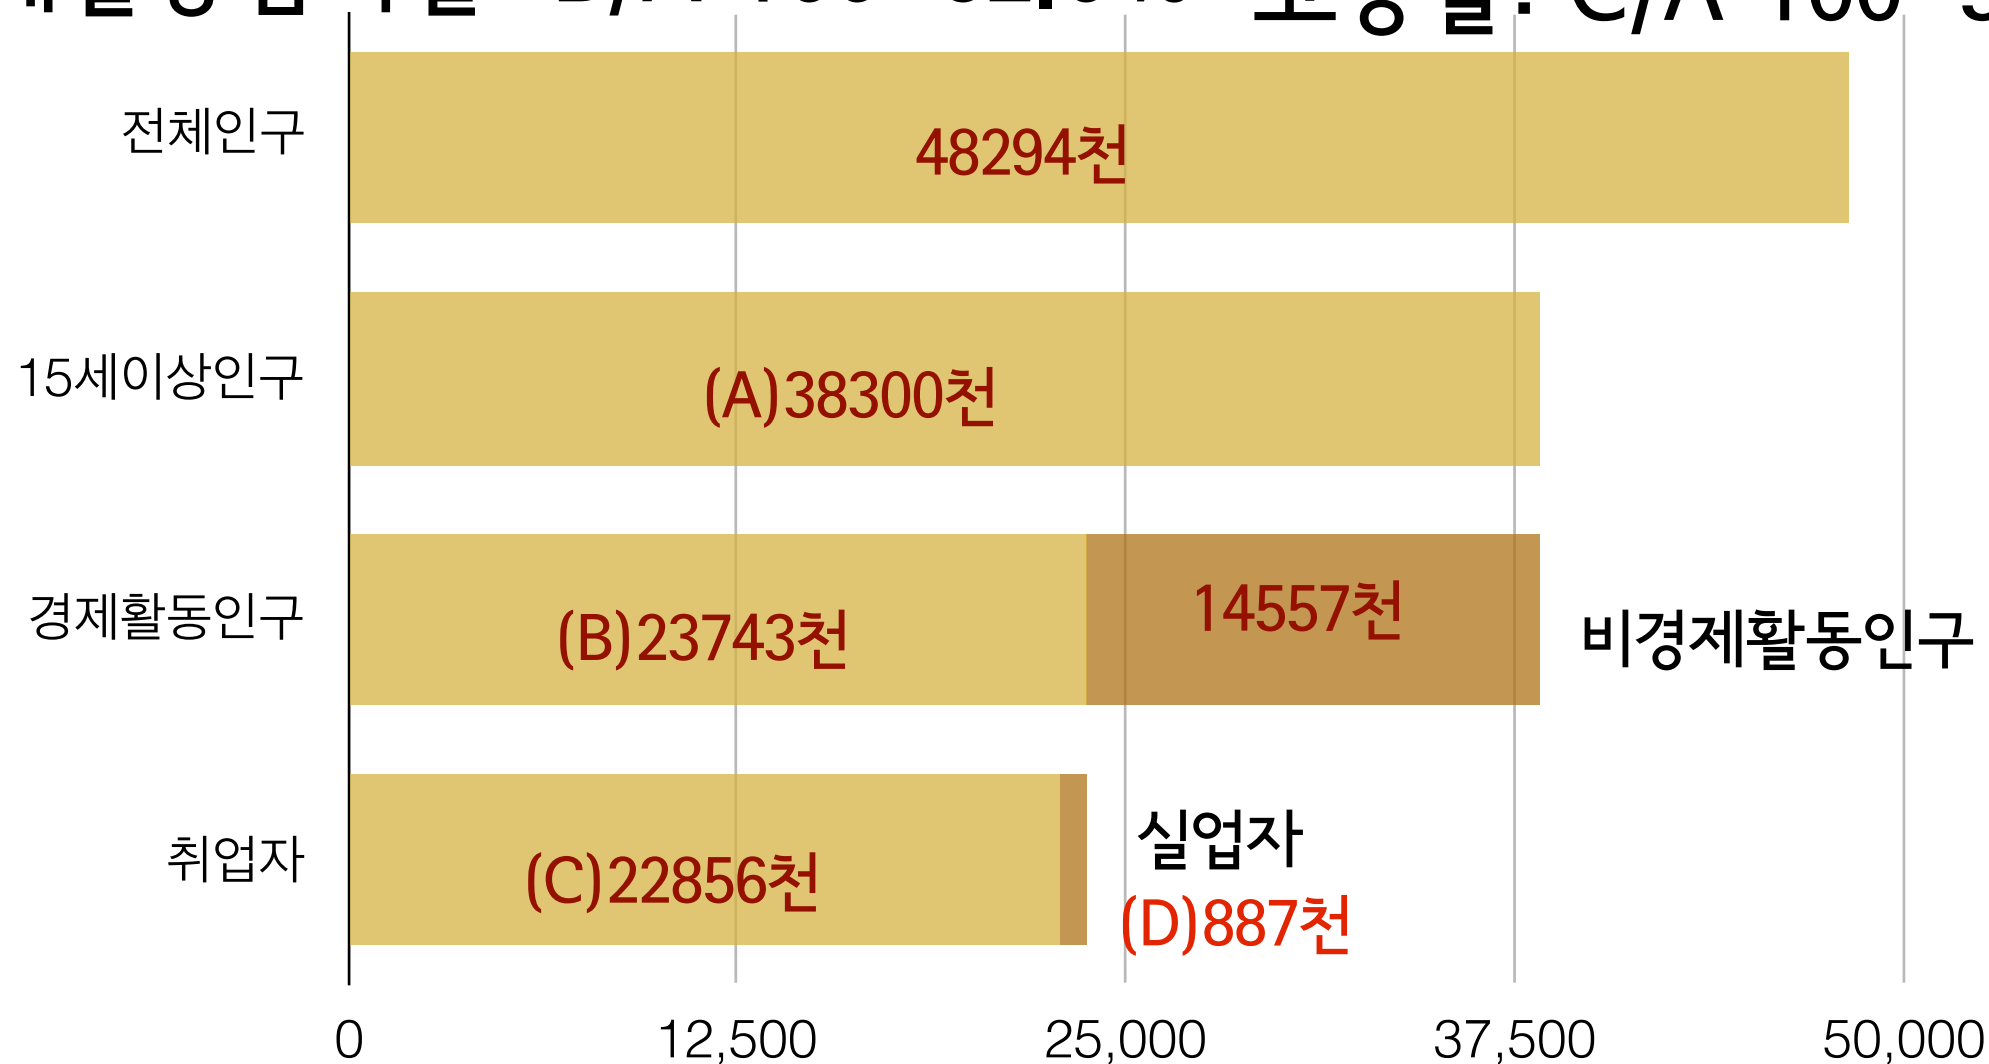 전체인구
48294천
15세이상인구
(A)38300천
경제활동인구
(B)23743천
14557천
비경제활동인구
취업자
(C)22856천
실업자
(D)887천
0
12,500
25,000
37,500
50,000